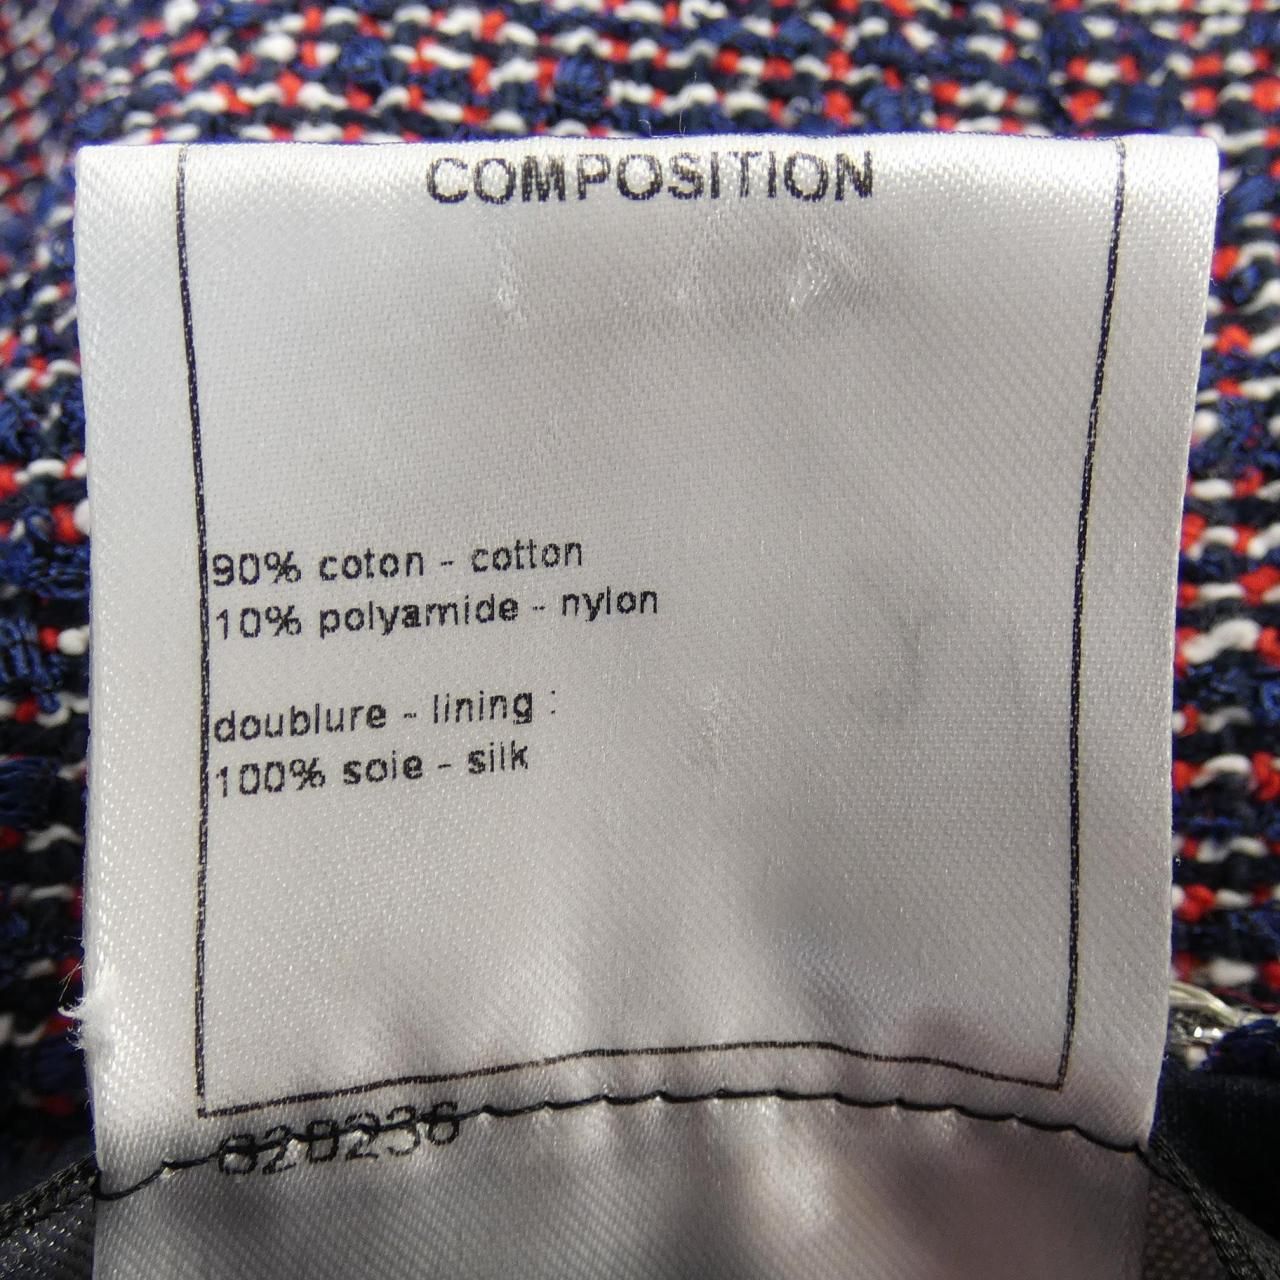 COMPOSITION
90% coton - cotton
10% polyamide - nylon
doublure - lining :
100% soie - silk